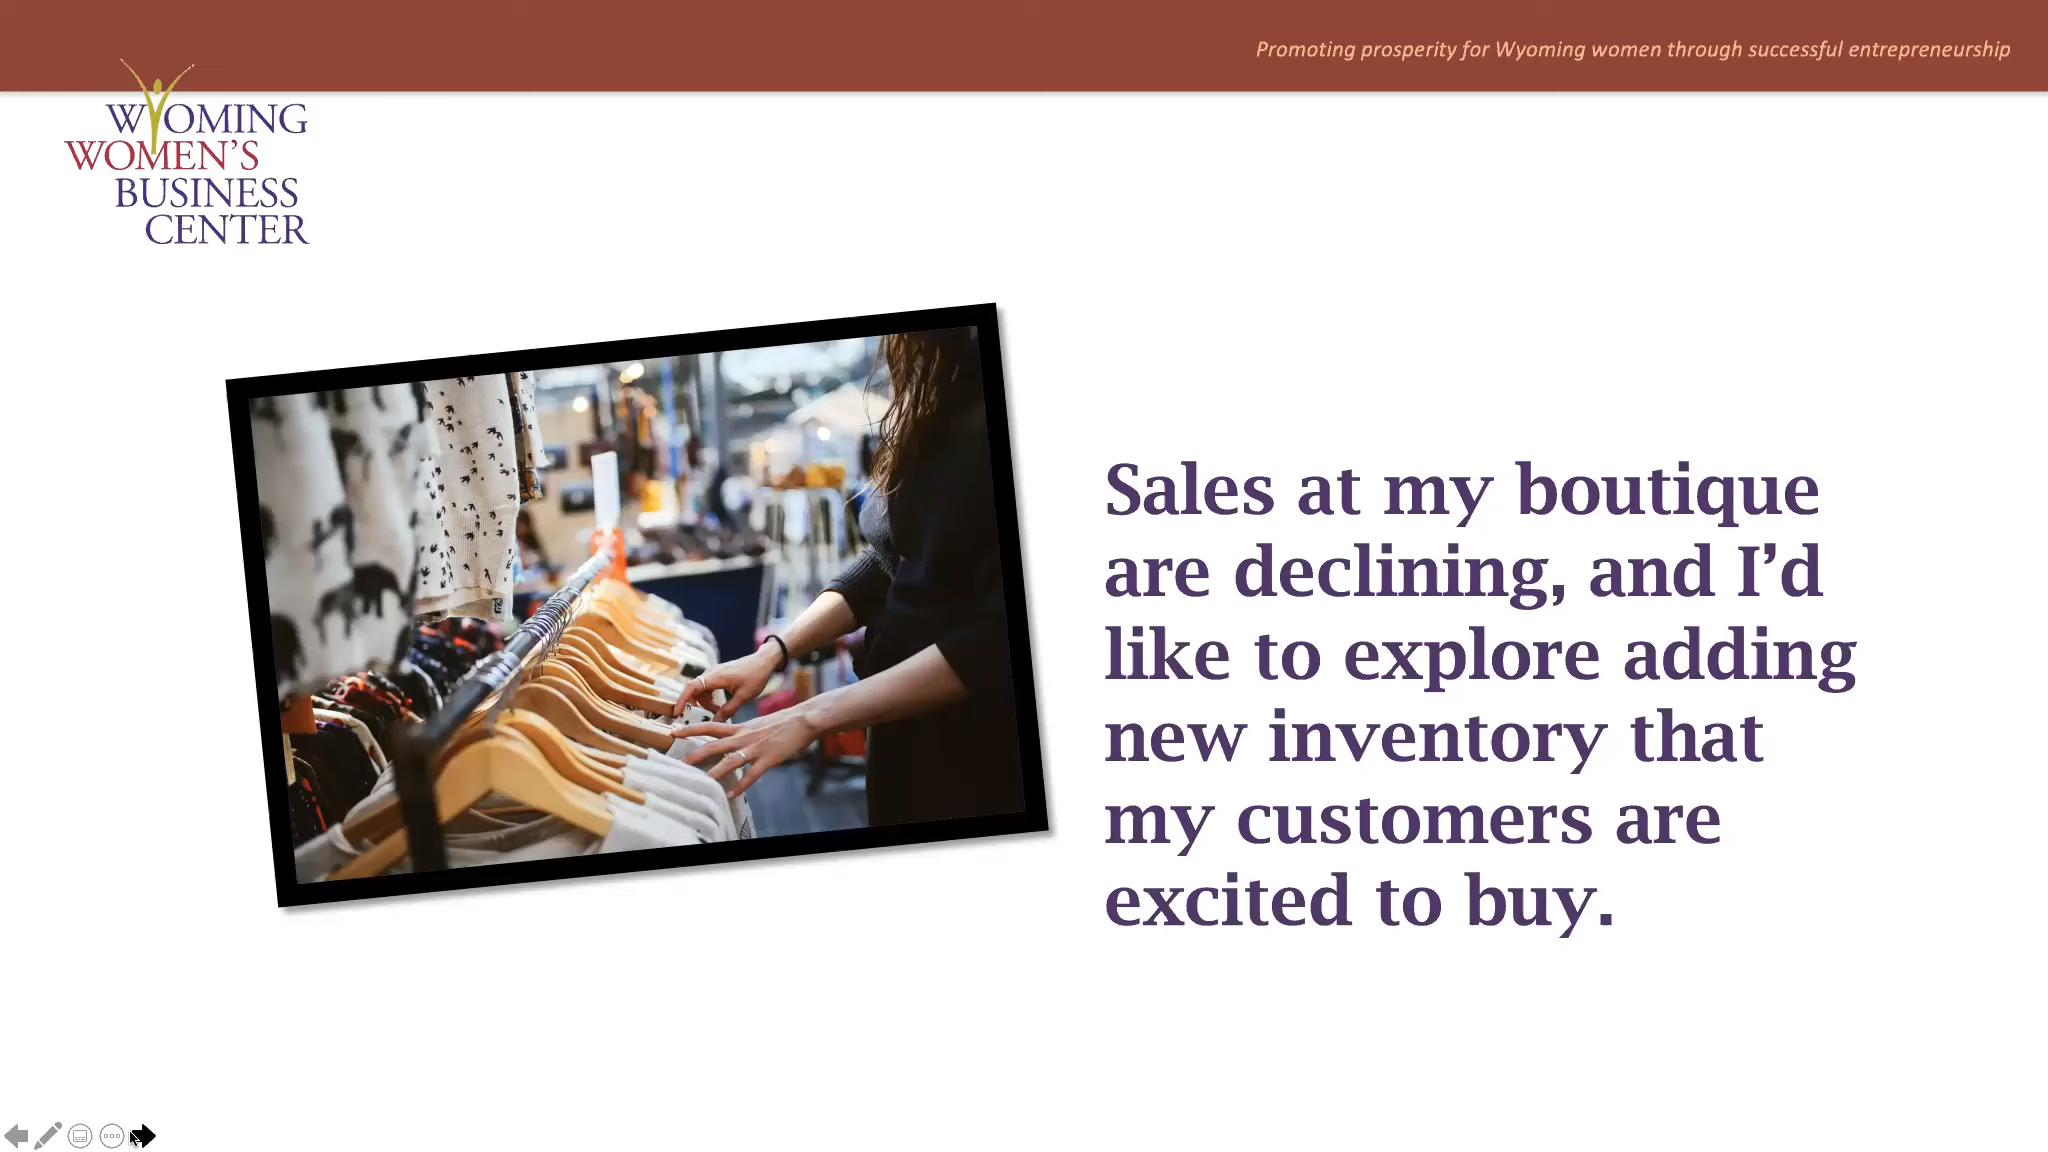 Promoting prosperity for Wyoming women through successful entrepreneurship
WYOMING
WOMEN'S
BUSINESS
CENTER
Sales at my boutique
are declining, and I’d
like to explore adding
new inventory that
my customers are
excited to buy.